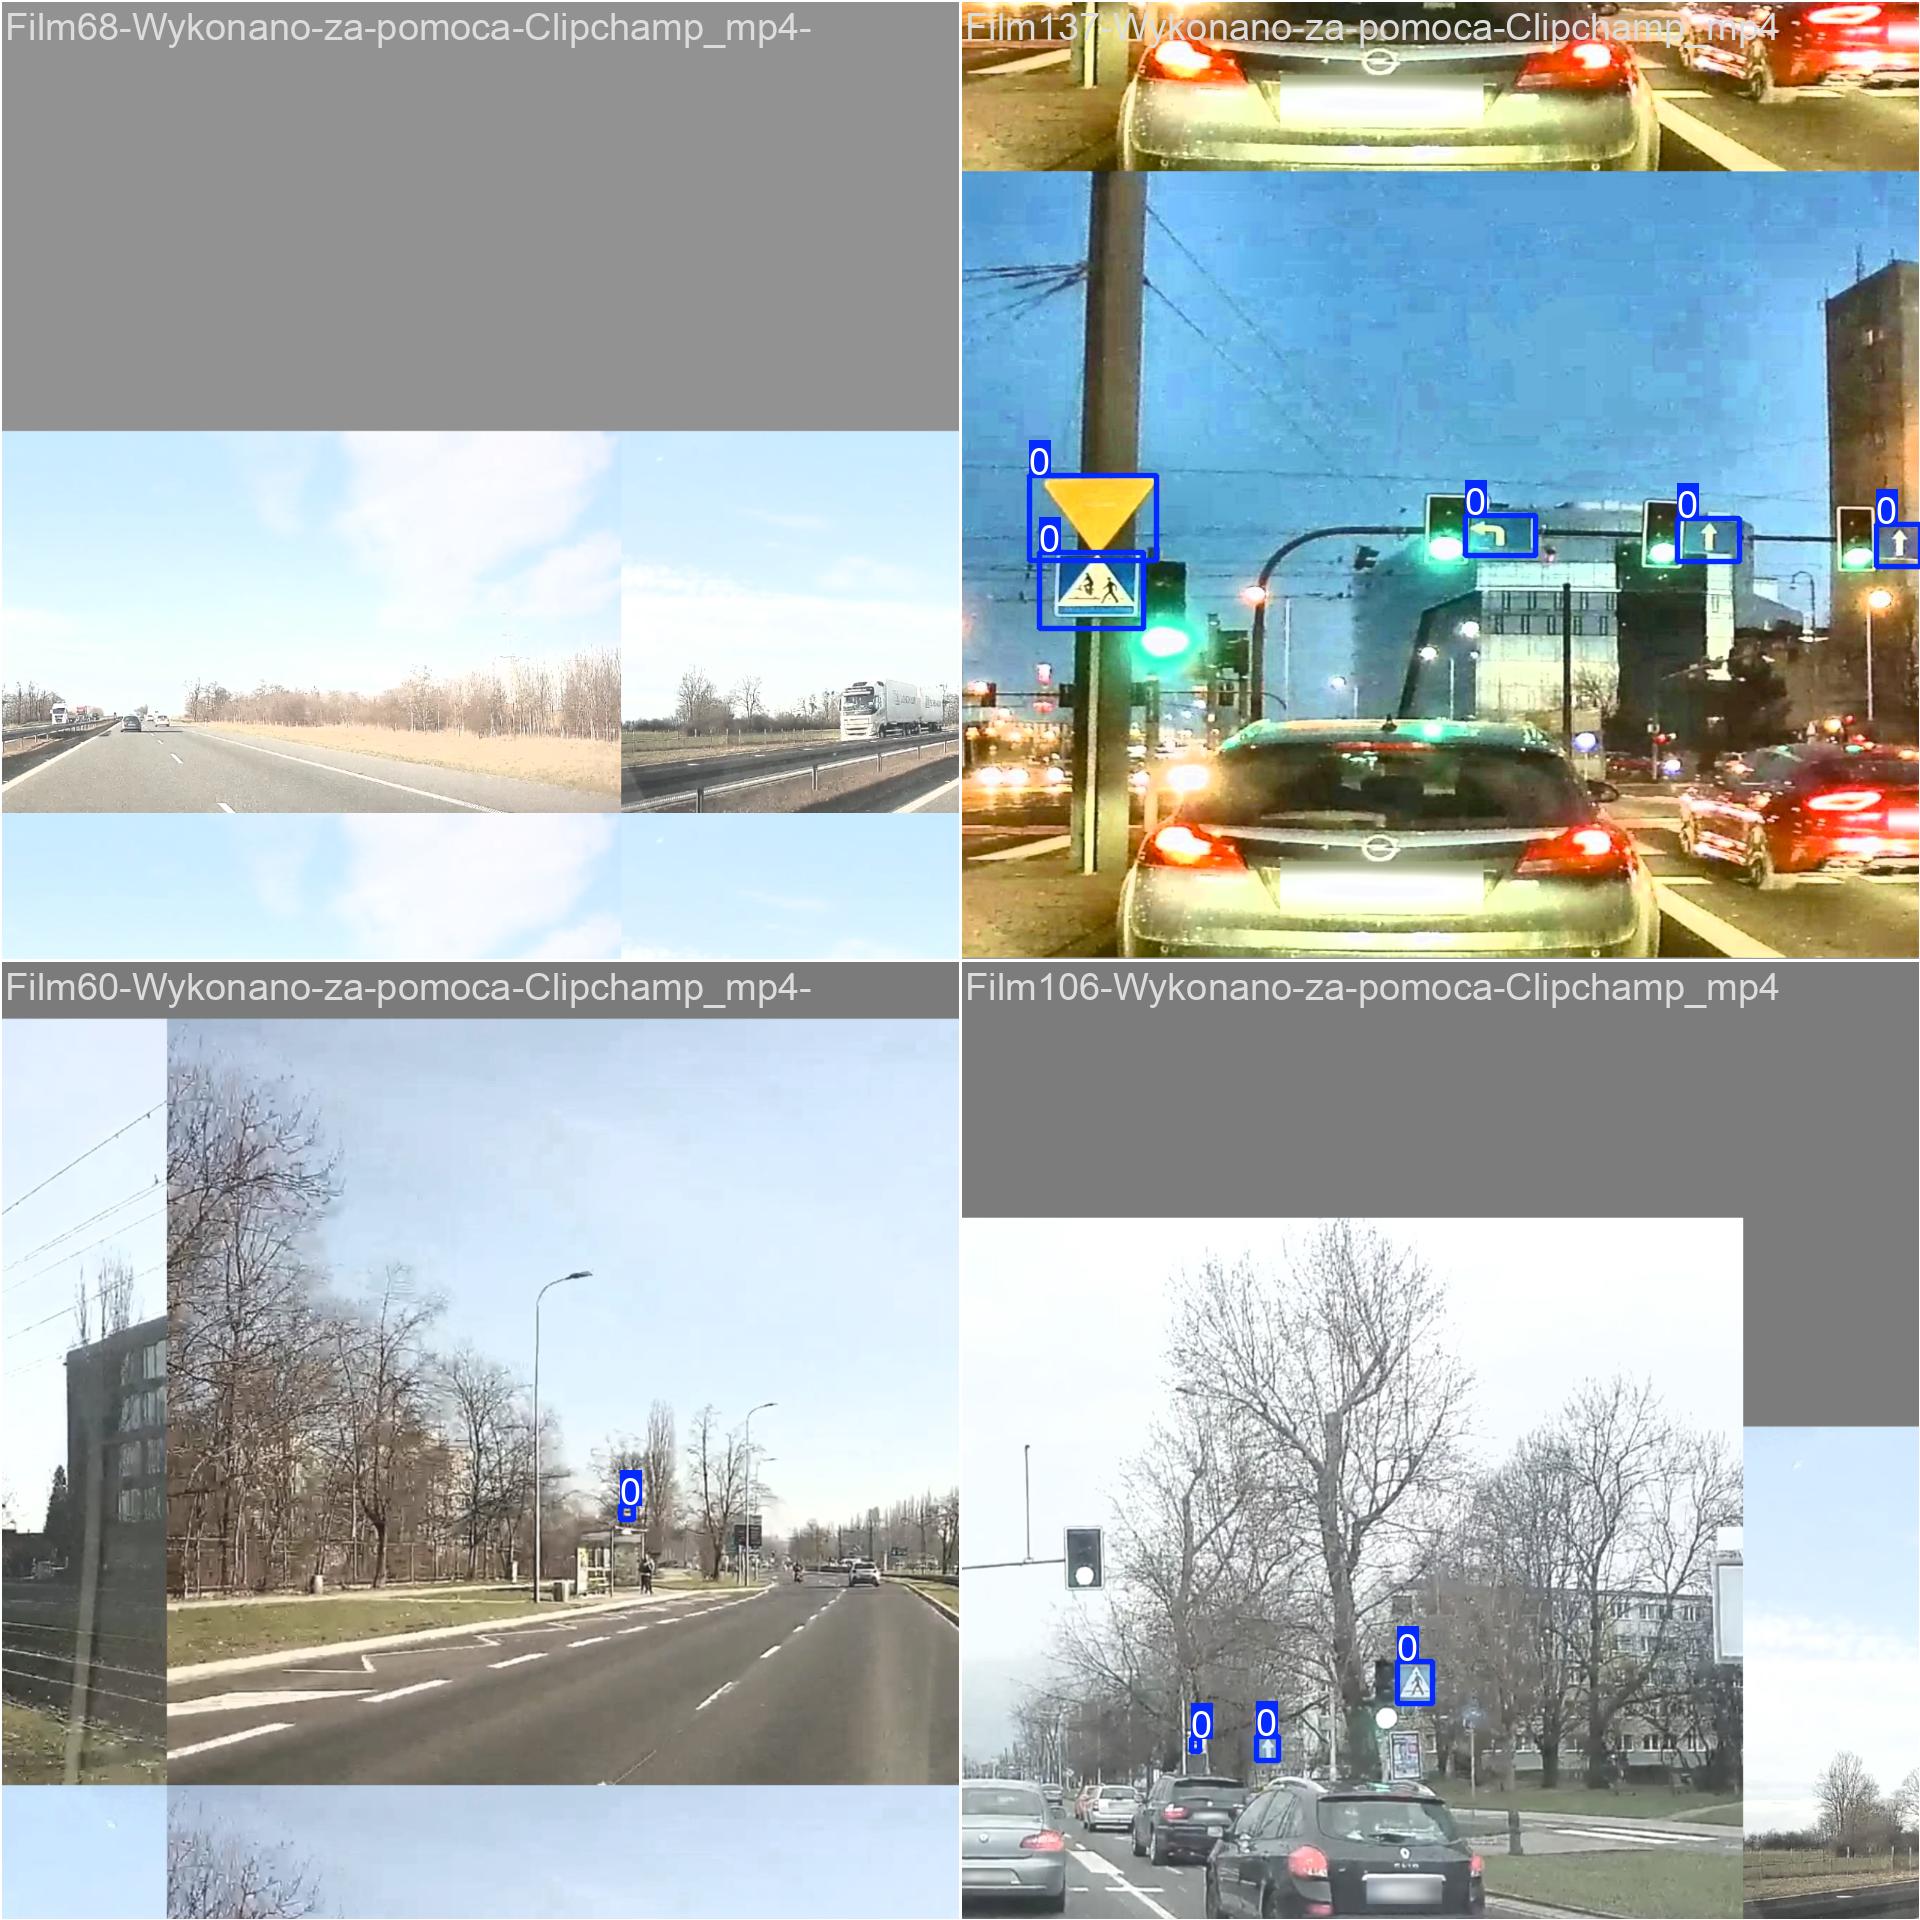 Film68-Wykonano-za-pomoca-Clipchamp_mp4-
Film137-Wykonano-za-pomoca-Clipchamp_mp4
0
0
0
0
0
Film60-Wykonano-za-pomoca-Clipchamp_mp4-
Film106-Wykonano-za-pomoca-Clipchamp_mp4
0
0
0
0